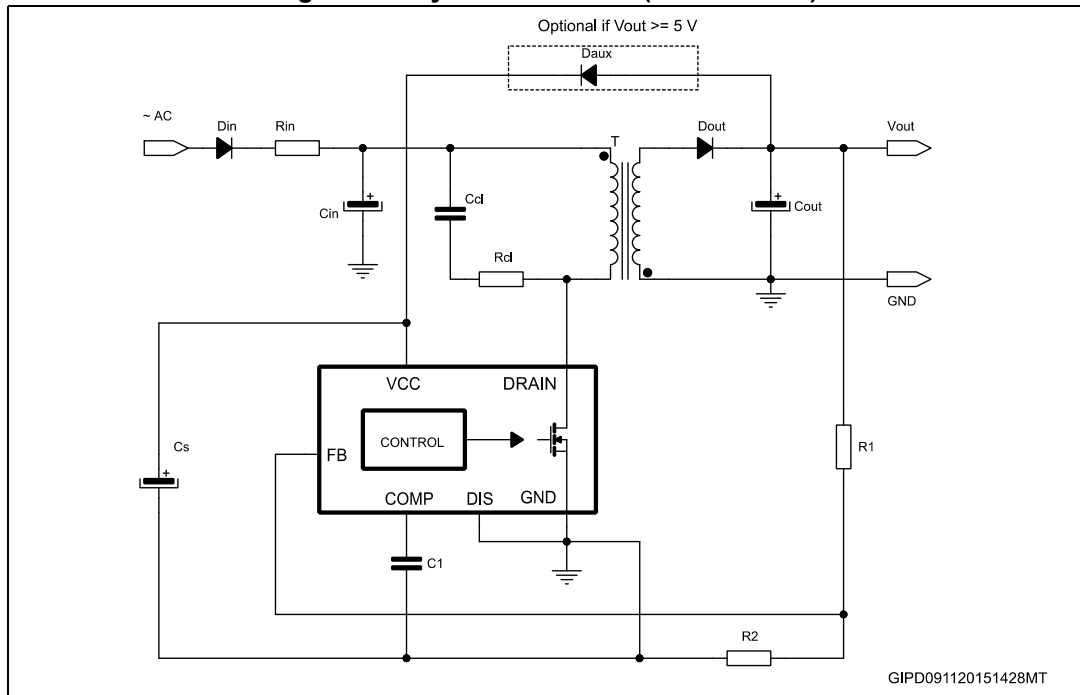 Optional if Vout >= 5 V
Daux
~ AC
Din
Rin
T
Dout
Vout
Ccl
Cin
Cout
Rcl
GND
VCC
DRAIN
Cs
CONTROL
R1
FB
COMP
DIS
GND
C1
R2
GIPD091120151428MT